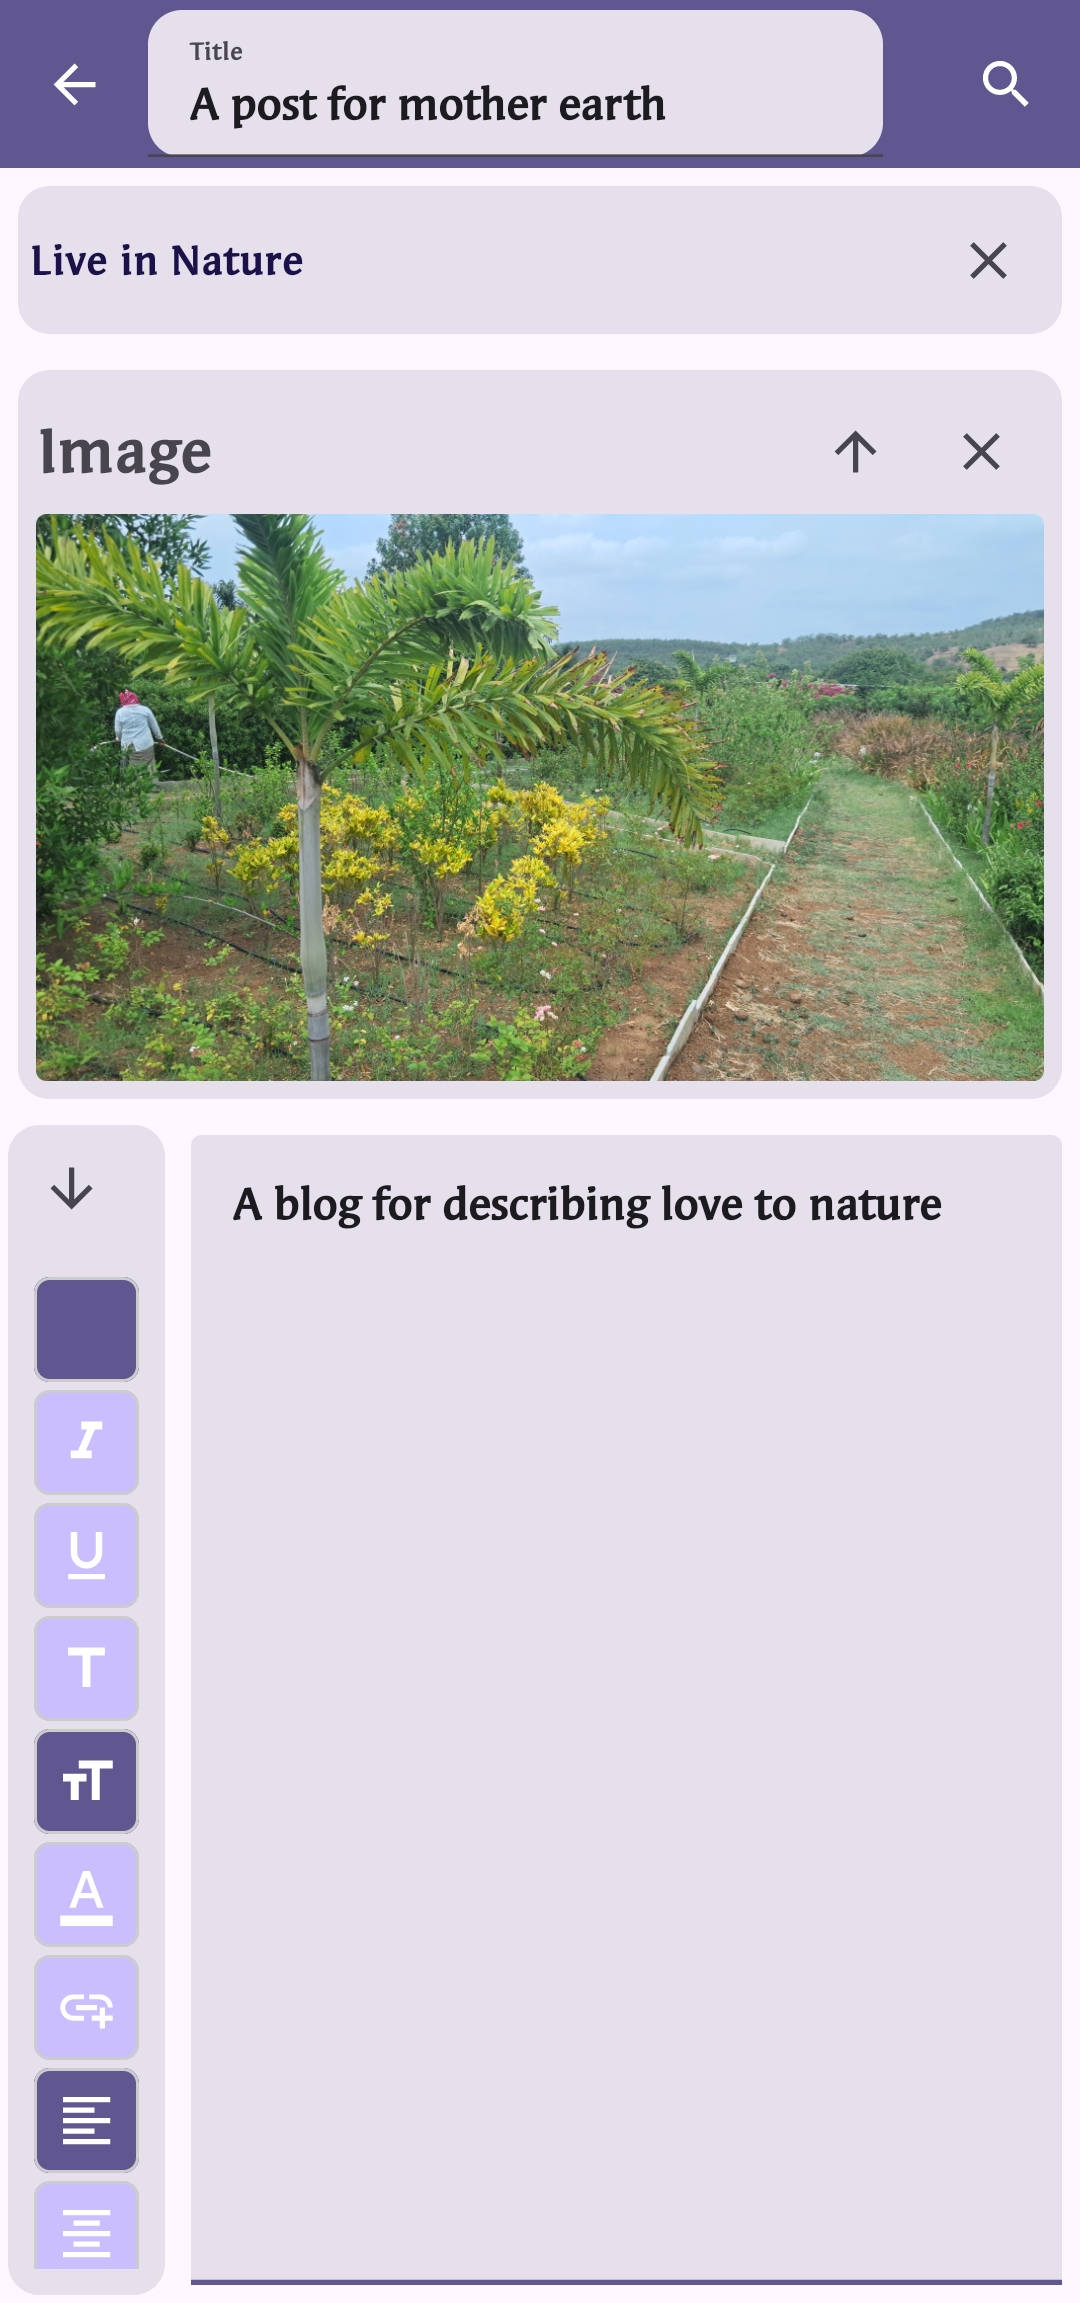 Title
A post for mother earth
Live in Nature
Image
A blog for describing love to nature